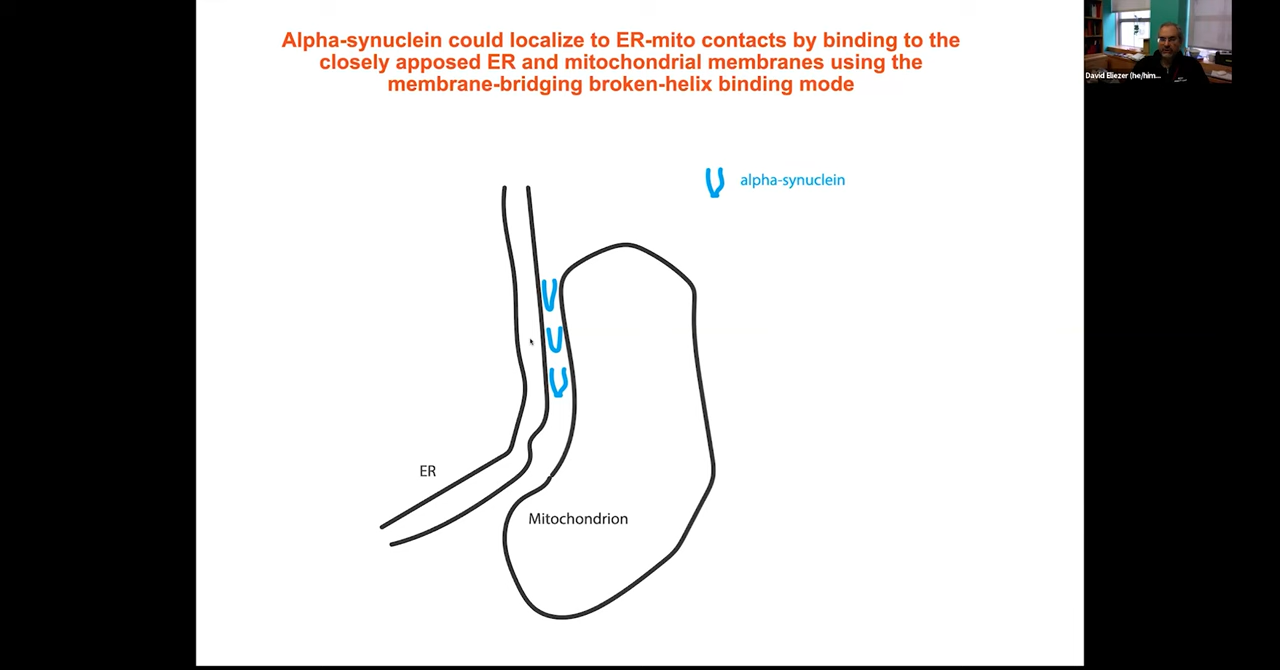 Alpha-synuclein could localize to ER-mito contacts by binding to the
closely apposed ER and mitochondrial membranes using the
membrane-bridging broken-helix binding mode
alpha-synuclein
ER
Mitochondrion
David Eliezer (he/him...